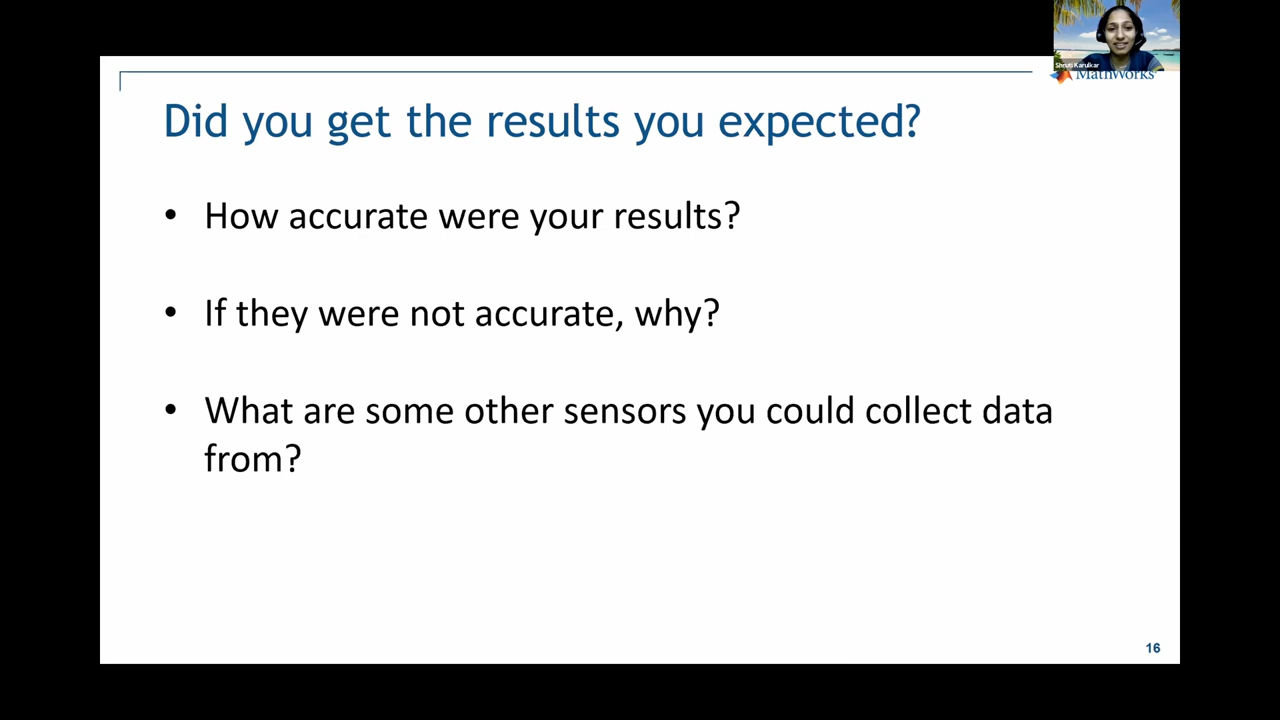 Shruti Karulkar
MathWorks
Did you get the results you expected?
• How accurate were your results?
• If they were not accurate, why?
• What are some other sensors you could collect data
from?
16